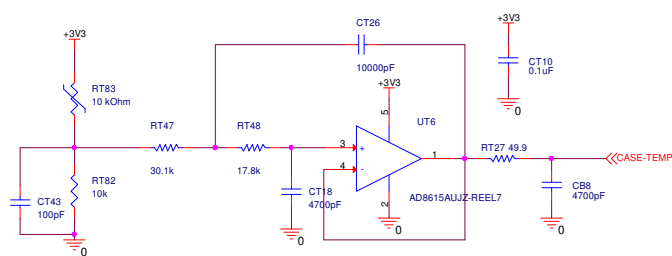 CT26
+3V3
10000pF
+3V3
CT10
0.1uF
0
RT83
10 kOhm
+3V3
5
UT6
RT47
RT48
3
+
1
4
-
RT27 49.9
CASE-TEMP
30.1k
17.8k
RT82
10k
CT43
100pF
CT18
4700pF
2
AD8615AUJZ-REEL7
CB8
4700pF
0
0
0
0